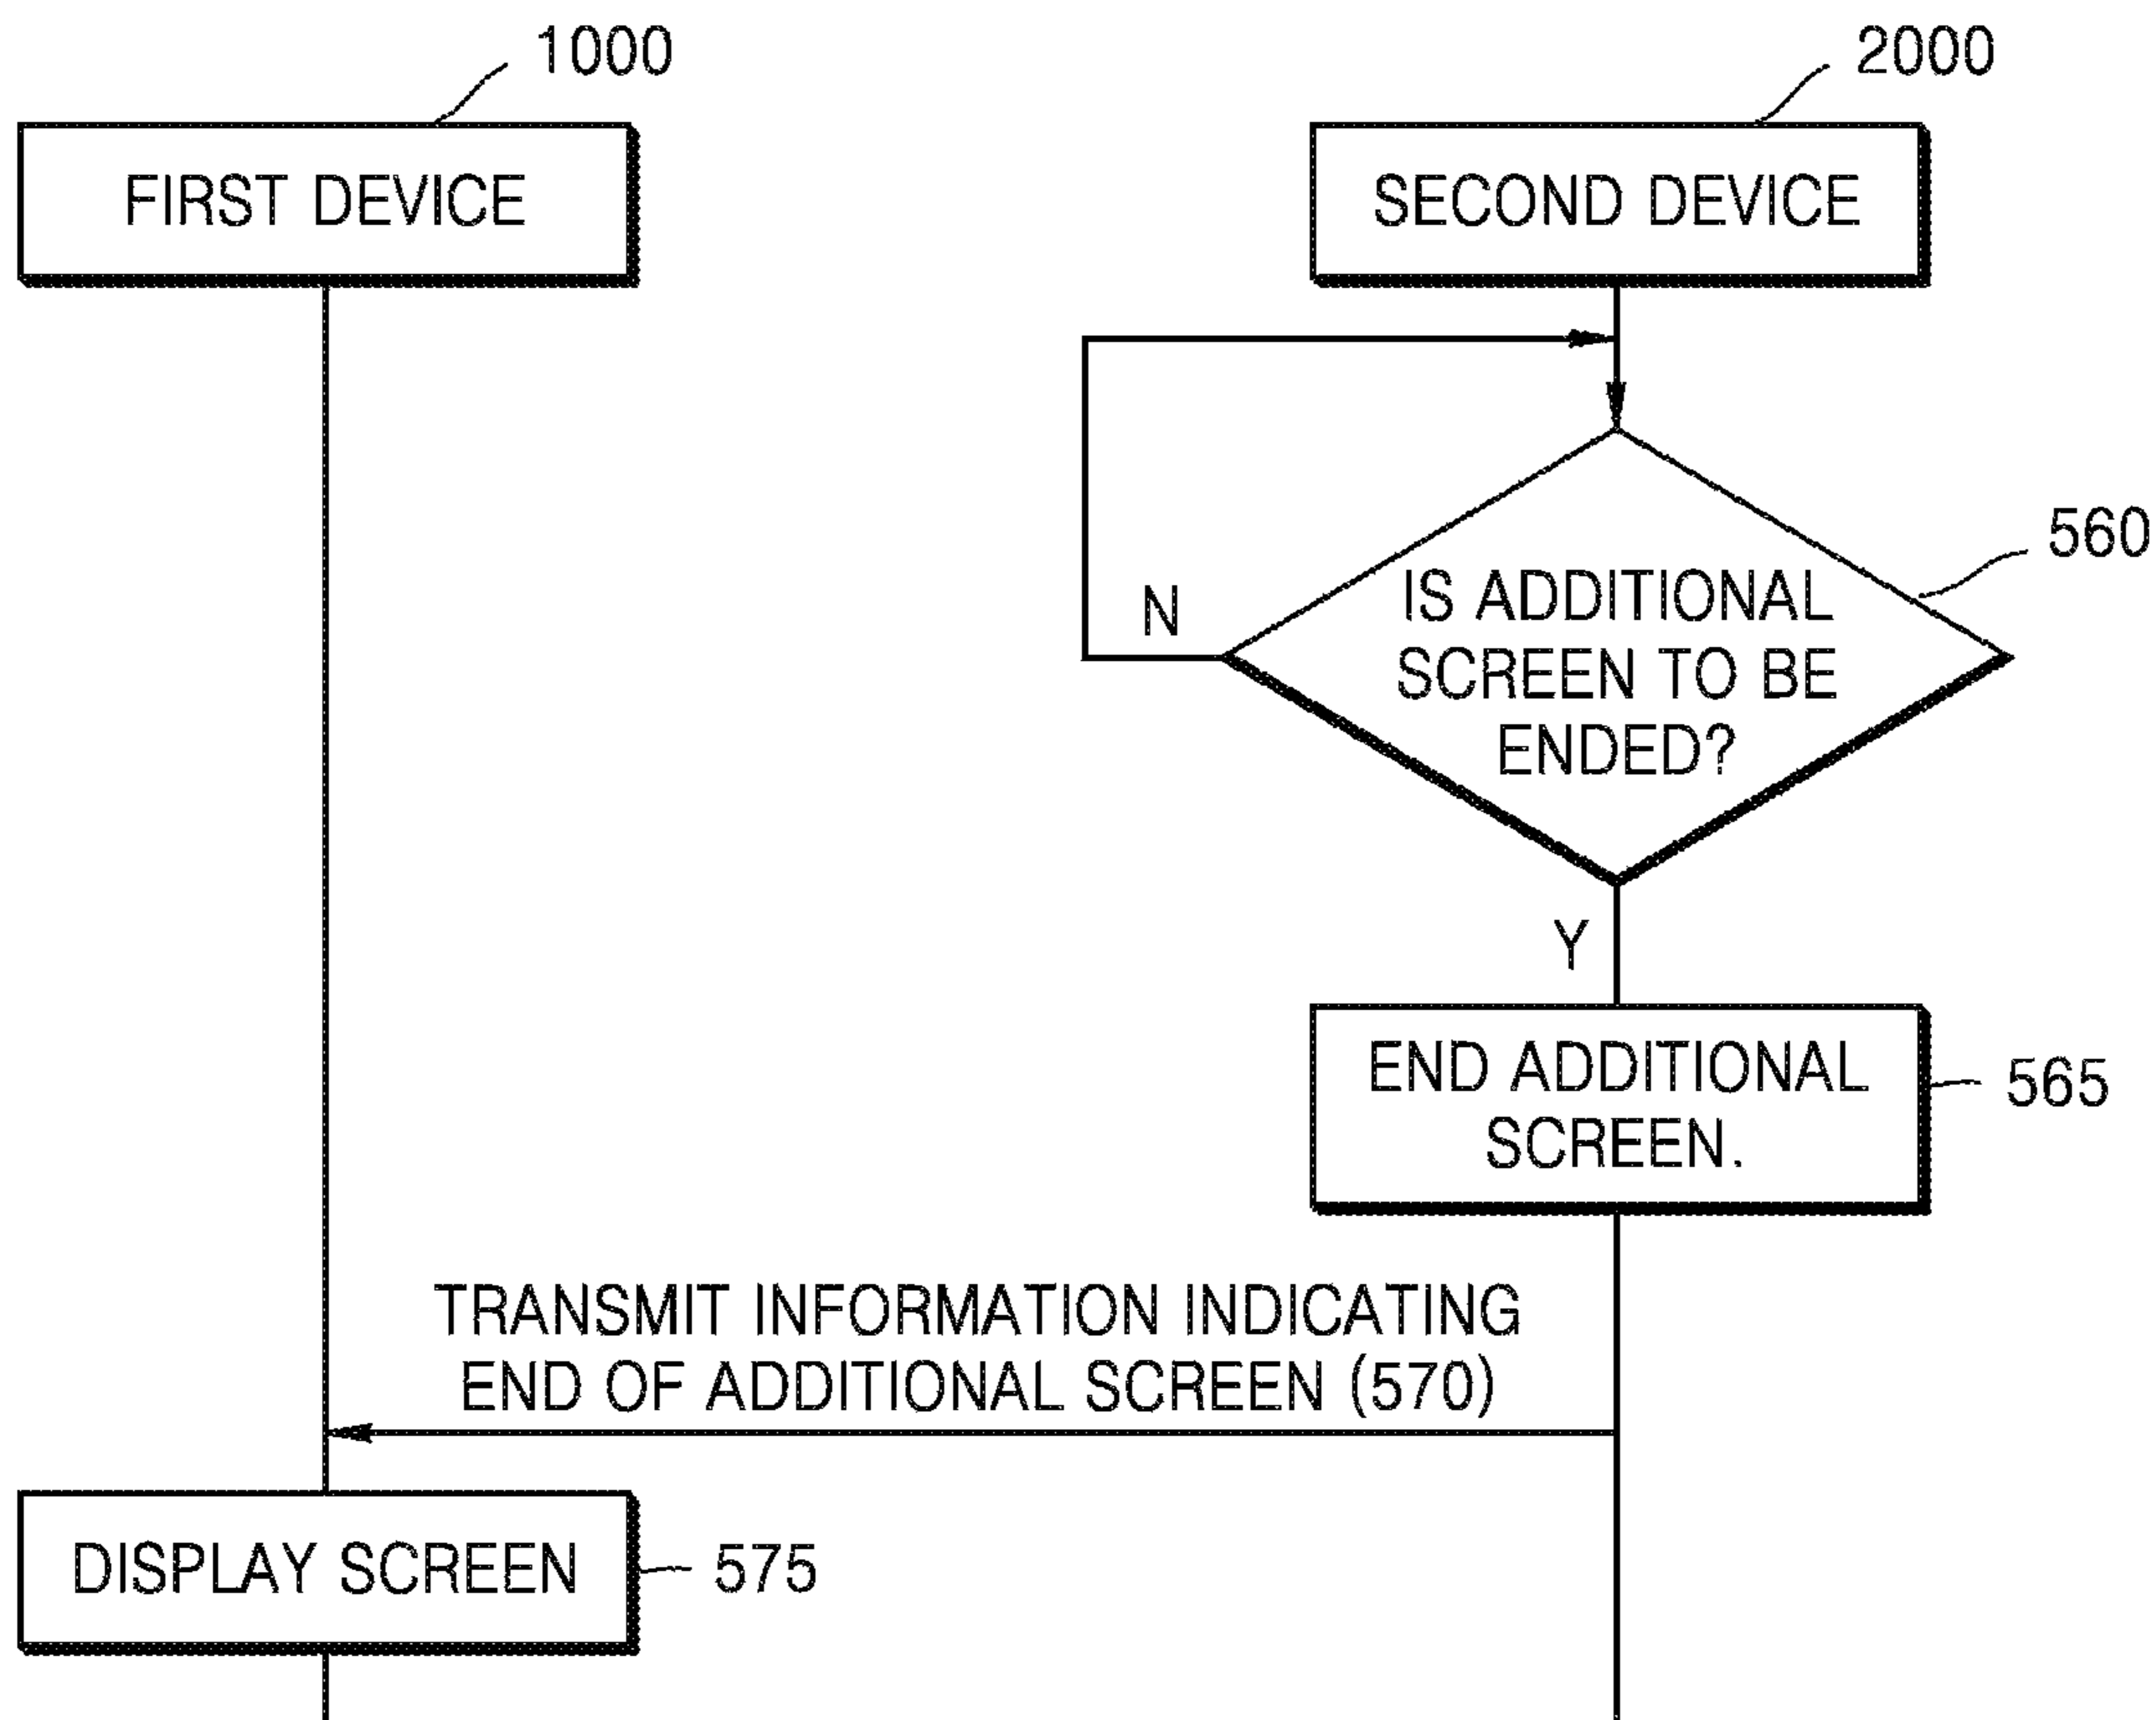 1000
2000
FIRST DEVICE
SECOND DEVICE
560
IS ADDITIONAL
SCREEN TO BE
ENDED?
N
Y
END ADDITIONAL
SCREEN.
565
TRANSMIT INFORMATION INDICATING
END OF ADDITIONAL SCREEN (570)
DISPLAY SCREEN
575